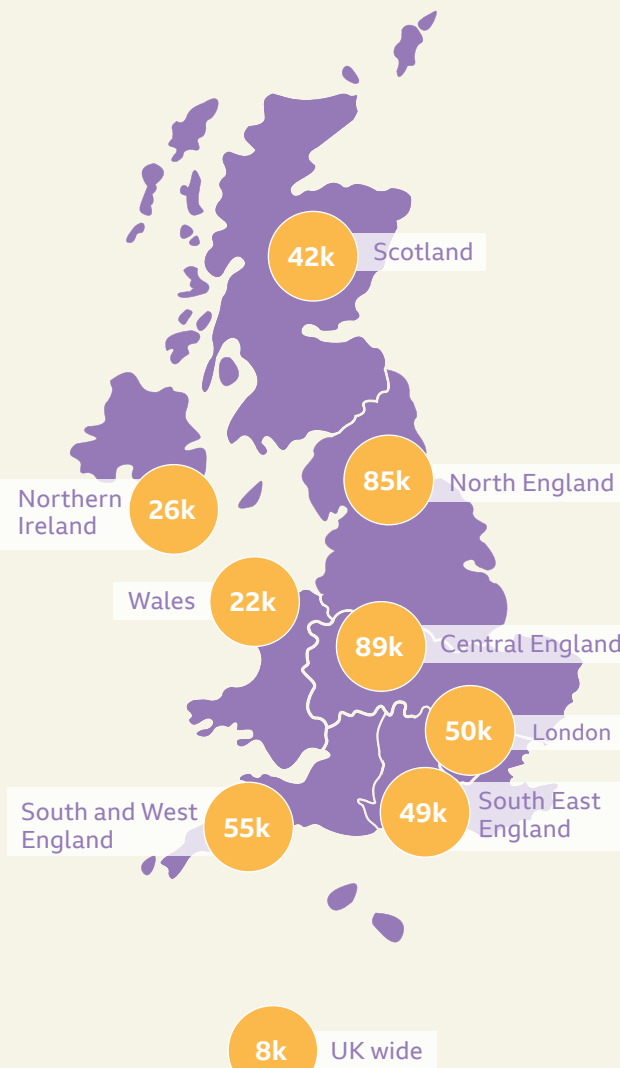 42k
Scotland
85k
North England
Northern
Ireland
26k
Wales
22k
89k
Central England
50k
London
South and West
England
55k
49k
South East
England
8k
UK wide